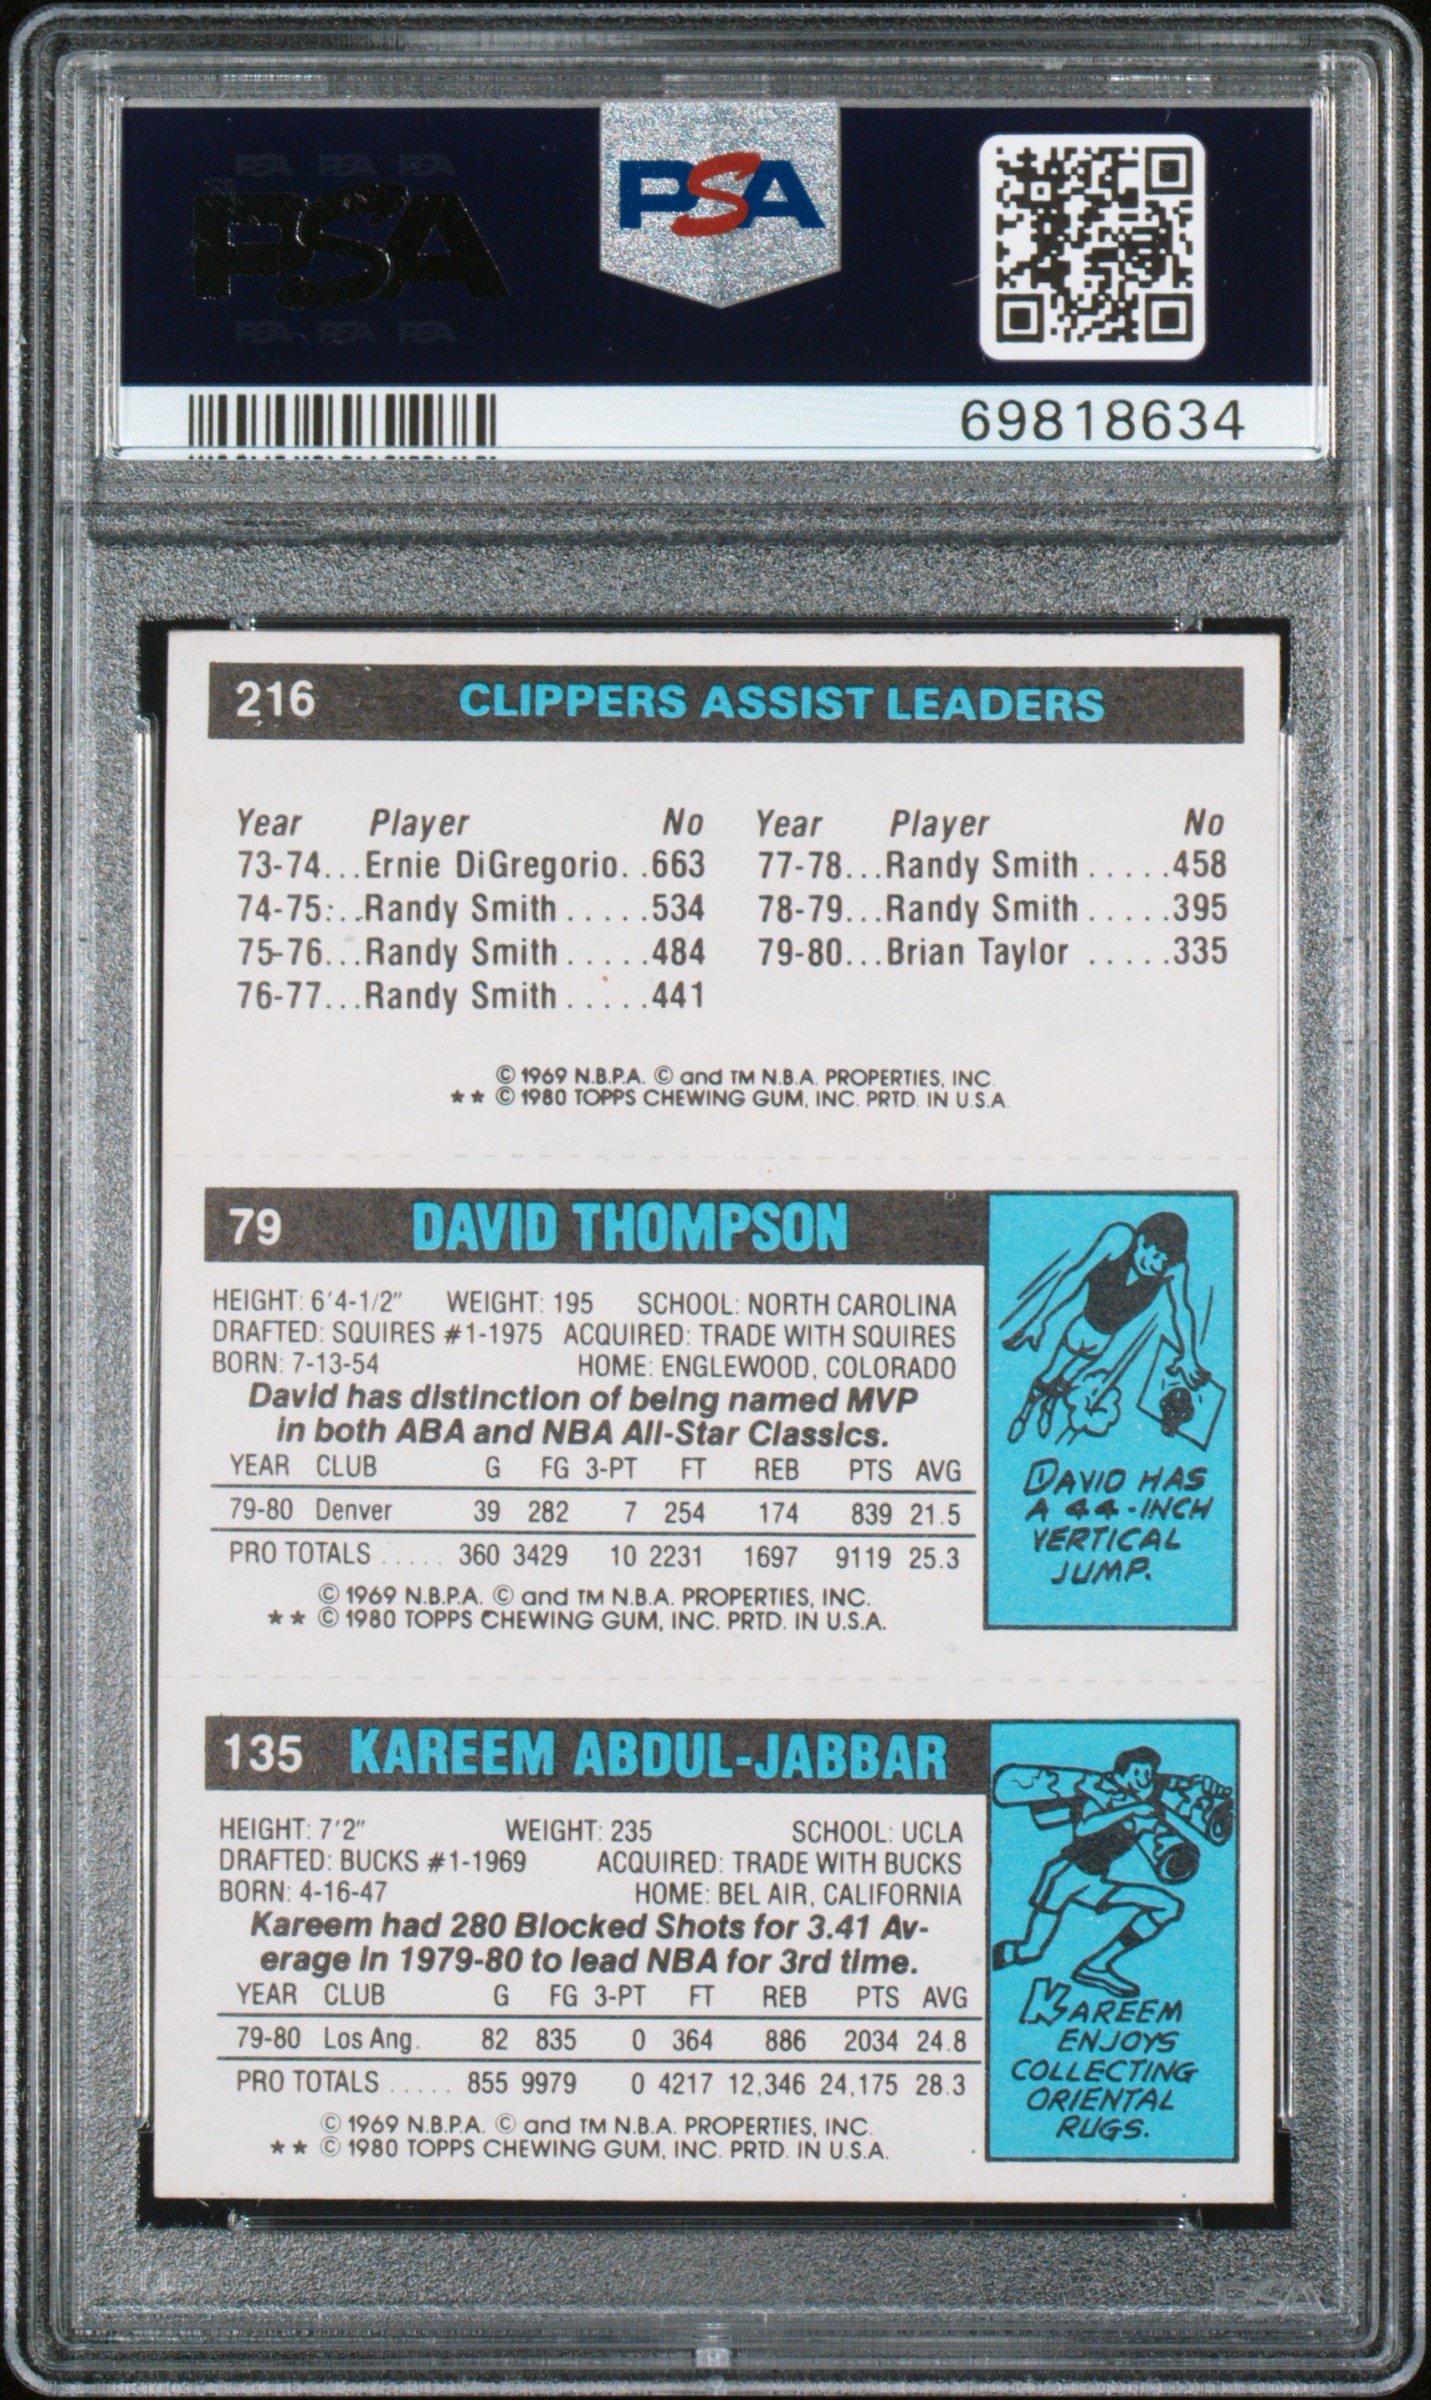 PSA PSA PSA
PSA
PSA PSA PSA
PSA
69818634
216 CLIPPERS ASSIST LEADERS
Year Player No Year Player No
73-74...Ernie DiGregorio. .663 77-78...Randy Smith .....458
74-75:..Randy Smith .....534 78-79...Randy Smith .....395
75-76...Randy Smith .....484 79-80...Brian Taylor .....335
76-77...Randy Smith .....441
© 1969 N.B.P.A. © and TM N.B.A. PROPERTIES, INC.
★★ © 1980 TOPPS CHEWING GUM, INC. PRTD. IN U.S.A.
79 DAVID THOMPSON
HEIGHT: 6'4-1/2" WEIGHT: 195 SCHOOL: NORTH CAROLINA
DRAFTED: SQUIRES #1-1975 ACQUIRED: TRADE WITH SQUIRES
BORN: 7-13-54 HOME: ENGLEWOOD, COLORADO
David has distinction of being named MVP
in both ABA and NBA All-Star Classics.
YEAR CLUB G FG 3-PT FT REB PTS AVG
79-80 Denver 39 282 7 254 174 839 21.5
PRO TOTALS ..... 360 3429 10 2231 1697 9119 25.3
© 1969 N.B.P.A. © and TM N.B.A. PROPERTIES, INC.
★★ © 1980 TOPPS CHEWING GUM, INC. PRTD. IN U.S.A.
DAVID HAS
A 44-INCH
VERTICAL
JUMP.
135 KAREEM ABDUL-JABBAR
HEIGHT: 7'2" WEIGHT: 235 SCHOOL: UCLA
DRAFTED: BUCKS #1-1969 ACQUIRED: TRADE WITH BUCKS
BORN: 4-16-47 HOME: BEL AIR, CALIFORNIA
Kareem had 280 Blocked Shots for 3.41 Av-
erage in 1979-80 to lead NBA for 3rd time.
YEAR CLUB G FG 3-PT FT REB PTS AVG
79-80 Los Ang. 82 835 0 364 886 2034 24.8
PRO TOTALS ..... 855 9979 0 4217 12,346 24,175 28.3
© 1969 N.B.P.A. © and TM N.B.A. PROPERTIES, INC.
★★ © 1980 TOPPS CHEWING GUM, INC. PRTD. IN U.S.A.
KAREEM
ENJOYS
COLLECTING
ORIENTAL
RUGS.
PSA